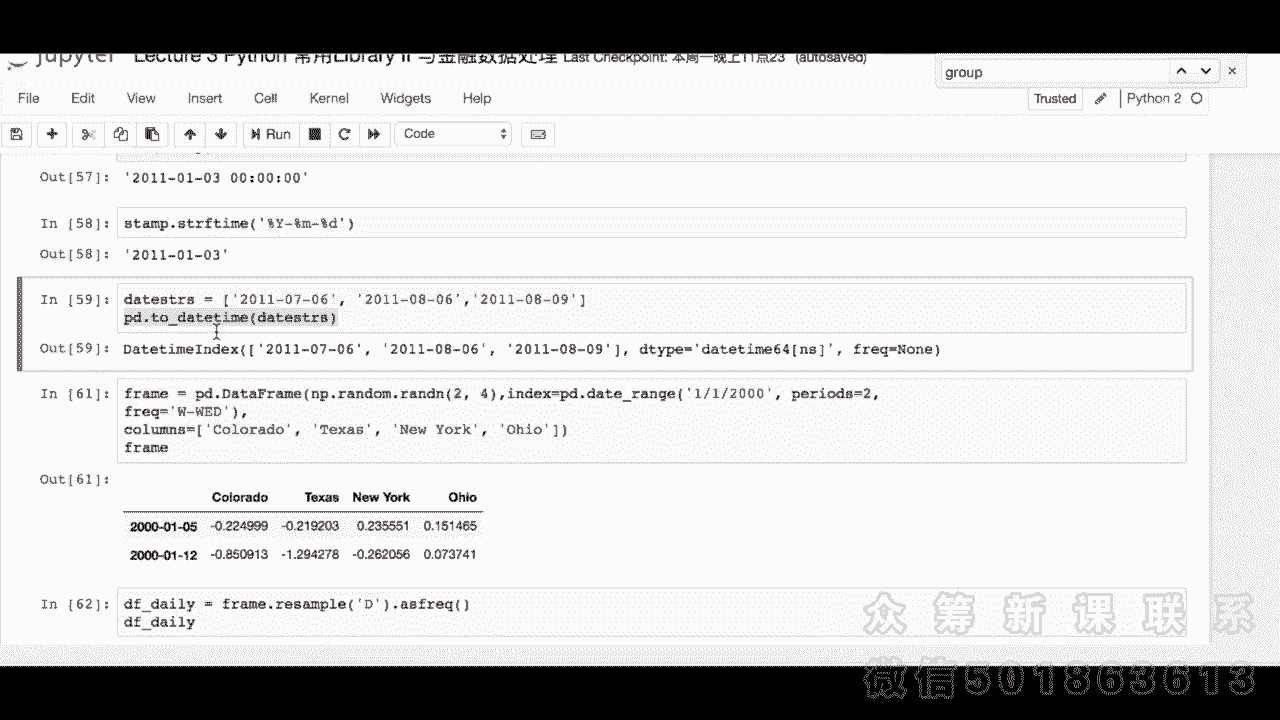 jupyter Lecture 3 Python 常用Library II 与金融数据处理 Last Checkpoint: 本周一晚上11点23 (autosaved)
group
File Edit View Insert Cell Kernel Widgets Help
Trusted Python 2
Run Code
Out[57]: '2011-01-03 00:00:00'
In [58]: stamp.strftime('%Y-%m-%d')
Out[58]: '2011-01-03'
In [59]: datestrs = ['2011-07-06', '2011-08-06','2011-08-09']
pd.to_datetime(datestrs)
Out[59]: DatetimeIndex(['2011-07-06', '2011-08-06', '2011-08-09'], dtype='datetime64[ns]', freq=None)
In [61]: frame = pd.DataFrame(np.random.randn(2, 4),index=pd.date_range('1/1/2000', periods=2,
freq='W-WED'),
columns=['Colorado', 'Texas', 'New York', 'Ohio'])
frame
Out[61]:
Colorado Texas New York Ohio
2000-01-05 -0.224999 -0.219203 0.235551 0.151465
2000-01-12 -0.850913 -1.294278 -0.262056 0.073741
In [62]: df_daily = frame.resample('D').asfreq()
df_daily
众筹新课联系
微信501863613